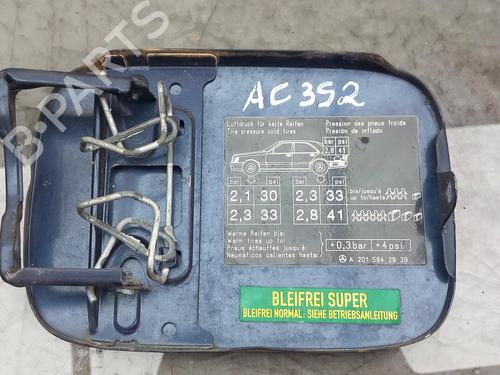 B-PARTS
AC392
Luftdruck für kalte Reifen
Tire pressure cold tires
Pression des pneus froids
Presión de inflado
bar psi
2,8 41
bar psi bar psi
2,1 30 2,3 33 bis/jusqu'à
up to/hasta
2,3 33 2,8 41
Warme Reifen bis:
Warm tires up to:
Pneus chauffés jusqu'à:
Neumáticos calientes hasta:
+0,3bar +4psi
A 201 584 29 39
BLEIFREI SUPER
BLEIFREI NORMAL: SIEHE BETRIEBSANLEITUNG